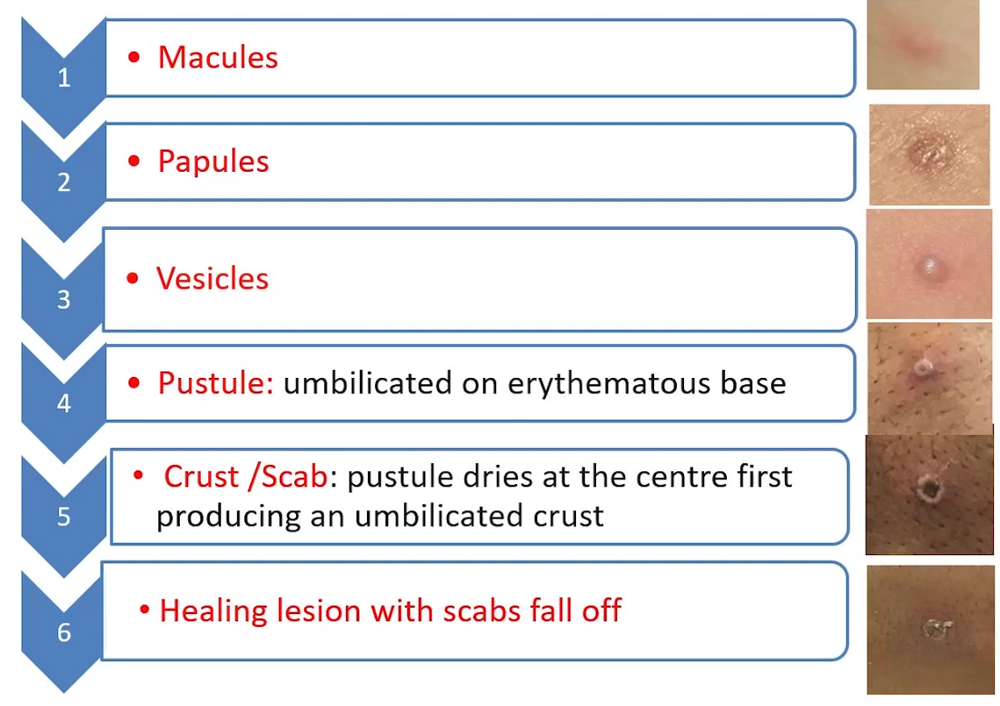 1
• Macules
2
• Papules
3
• Vesicles
4
• Pustule: umbilicated on erythematous base
5
• Crust /Scab: pustule dries at the centre first
producing an umbilicated crust
6
• Healing lesion with scabs fall off